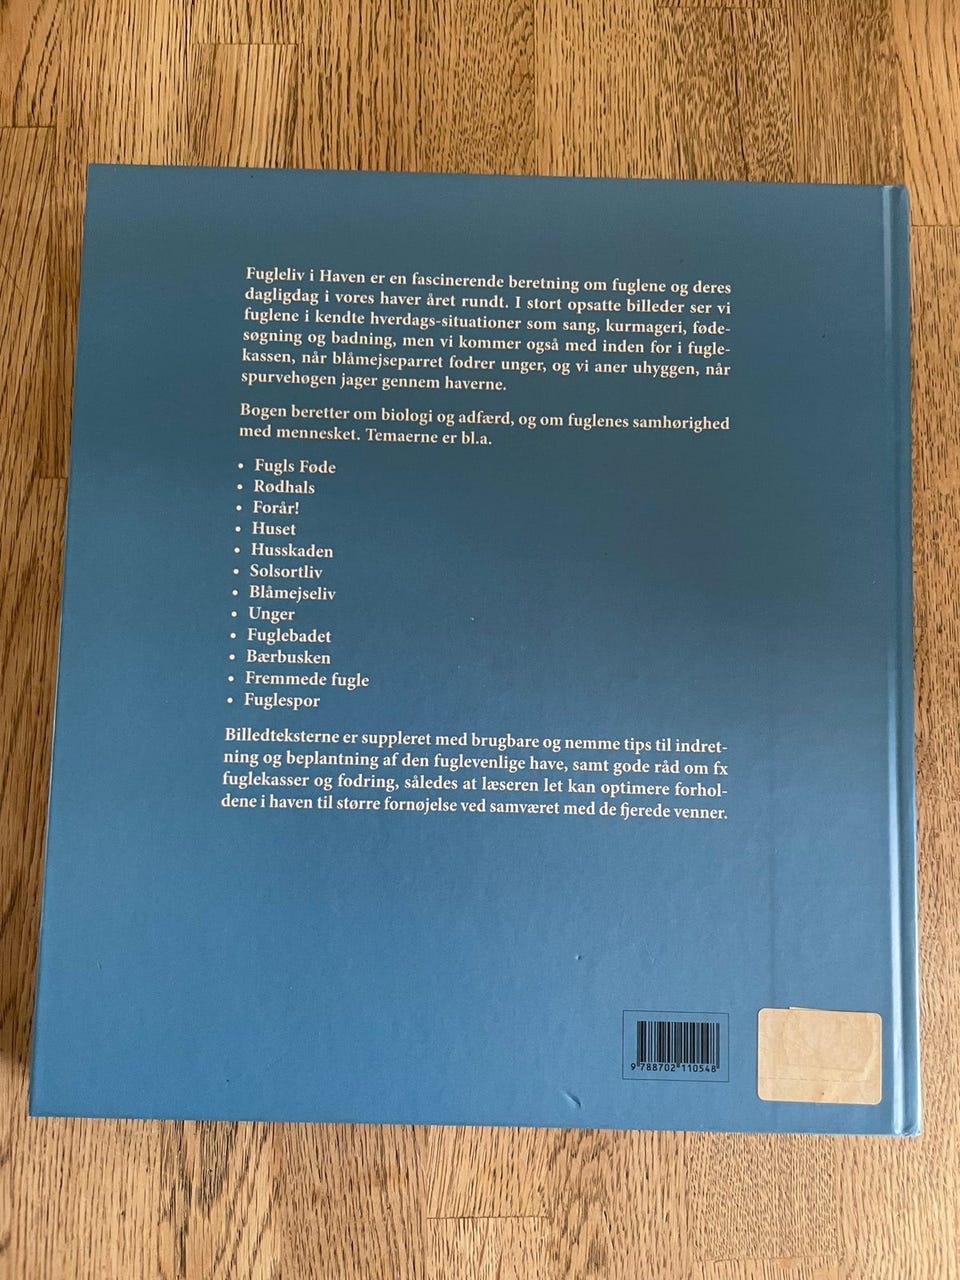 Fugleliv i Haven er en fascinerende beretning om fuglene og deres
dagligdag i vores haver året rundt. I stort opsatte billeder ser vi
fuglene i kendte hverdags-situationer som sang, kurmageri, føde-
søgning og badning, men vi kommer også med inden for i fugle-
kassen, når blåmejseparret fodrer unger, og vi aner uhyggen, når
spurvehøgen jager gennem haverne.
Bogen beretter om biologi og adfærd, og om fuglenes samhørighed
med mennesket. Temaerne er bl.a.
• Fugls Føde
• Rødhals
• Forår!
• Huset
• Husskaden
• Solsortliv
• Blåmejseliv
• Unger
• Fuglebadet
• Bærbusken
• Fremmede fugle
• Fuglespor
Billedteksterne er suppleret med brugbare og nemme tips til indret-
ning og beplantning af den fuglevenlige have, samt gode råd om fx
fuglekasser og fodring, således at læseren let kan optimere forhol-
dene i haven til større fornøjelse ved samværet med de fjerede venner.
9 788702 110548